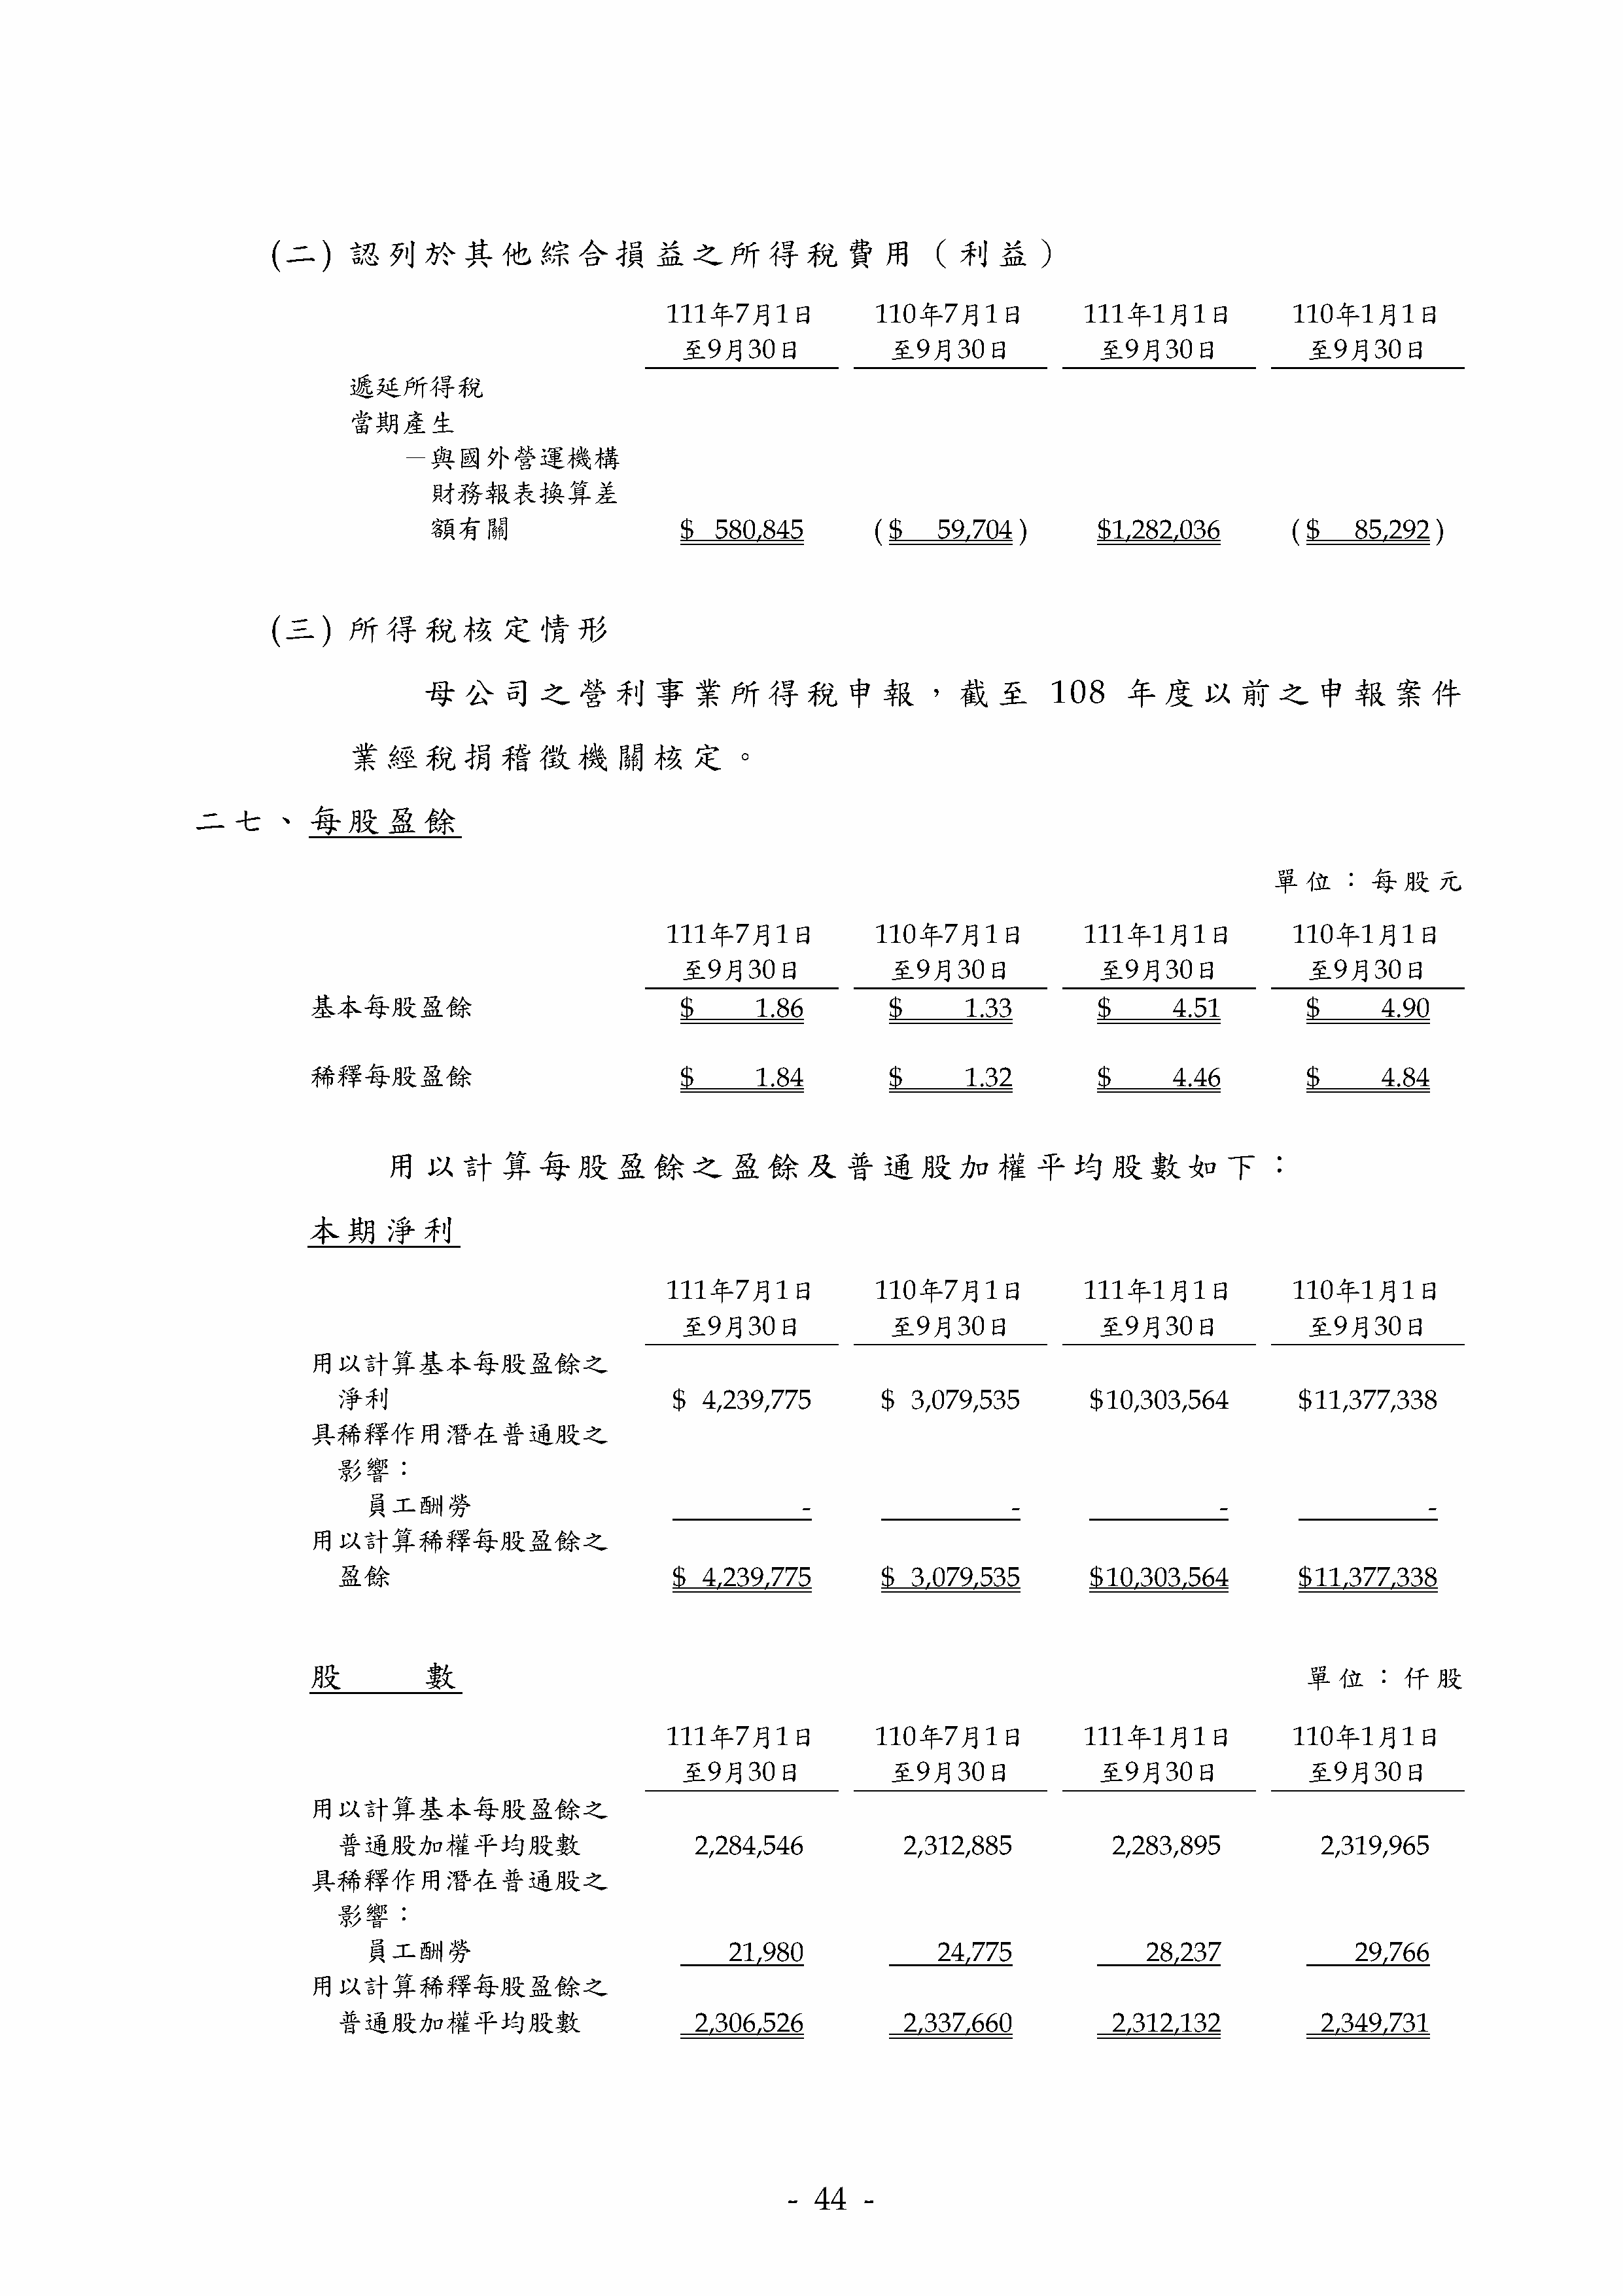 (二) 認列於其他綜合損益之所得稅費用（利益）
111年7月1日 110年7月1日 111年1月1日 110年1月1日
至9月30日 至9月30日 至9月30日 至9月30日
遞延所得稅
當期產生
－與國外營運機構
財務報表換算差
額有關 $ 580,845 ($ 59,704) $1,282,036 ($ 85,292)
(三) 所得稅核定情形
母公司之營利事業所得稅申報，截至 108 年度以前之申報案件
業經稅捐稽徵機關核定。
二七、每股盈餘
單位：每股元
111年7月1日 110年7月1日 111年1月1日 110年1月1日
至9月30日 至9月30日 至9月30日 至9月30日
基本每股盈餘 $ 1.86 $ 1.33 $ 4.51 $ 4.90
稀釋每股盈餘 $ 1.84 $ 1.32 $ 4.46 $ 4.84
用以計算每股盈餘之盈餘及普通股加權平均股數如下：
本期淨利
111年7月1日 110年7月1日 111年1月1日 110年1月1日
至9月30日 至9月30日 至9月30日 至9月30日
用以計算基本每股盈餘之
淨利 $ 4,239,775 $ 3,079,535 $10,303,564 $11,377,338
具稀釋作用潛在普通股之
影響：
員工酬勞 - - - -
用以計算稀釋每股盈餘之
盈餘 $ 4,239,775 $ 3,079,535 $10,303,564 $11,377,338
股 數 單位：仟股
111年7月1日 110年7月1日 111年1月1日 110年1月1日
至9月30日 至9月30日 至9月30日 至9月30日
用以計算基本每股盈餘之
普通股加權平均股數 2,284,546 2,312,885 2,283,895 2,319,965
具稀釋作用潛在普通股之
影響：
員工酬勞 21,980 24,775 28,237 29,766
用以計算稀釋每股盈餘之
普通股加權平均股數 2,306,526 2,337,660 2,312,132 2,349,731
- 44 -